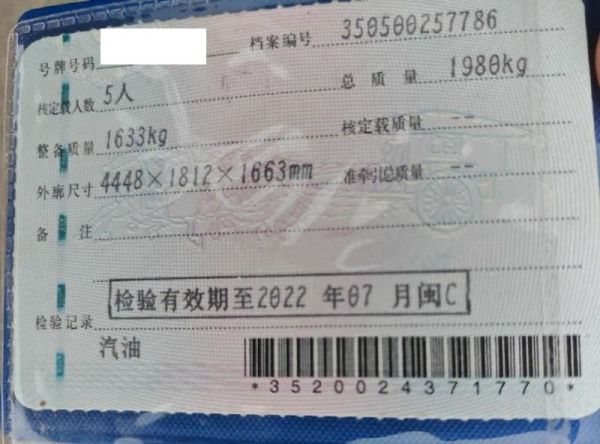 号牌号码 档案编号 350500257786
核定载人数 5人 总质量 1980kg
整备质量 1633kg 核定载质量 --
外廓尺寸 4448×1812×1663mm 准牵引总质量 --
备注
检验记录 检验有效期至2022 年07 月闽C
汽油
*3520024371770*